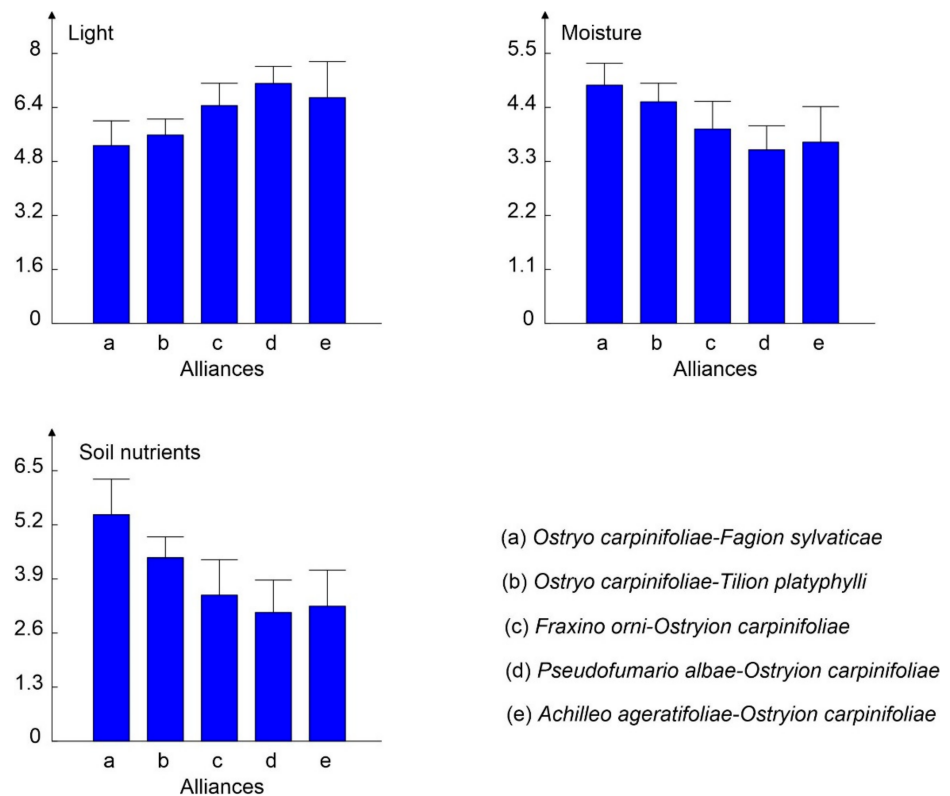 Light
8
6.4
4.8
3.2
1.6
0
a b c d e
Alliances
Moisture
5.5
4.4
3.3
2.2
1.1
0
a b c d e
Alliances
Soil nutrients
6.5
5.2
3.9
2.6
1.3
0
a b c d e
Alliances
(a) Ostryo carpinifoliae-Fagion sylvaticae
(b) Ostryo carpinifoliae-Tilion platyphylli
(c) Fraxino orni-Ostryion carpinifoliae
(d) Pseudofumario albae-Ostryion carpinifoliae
(e) Achilleo ageratifoliae-Ostryion carpinifoliae